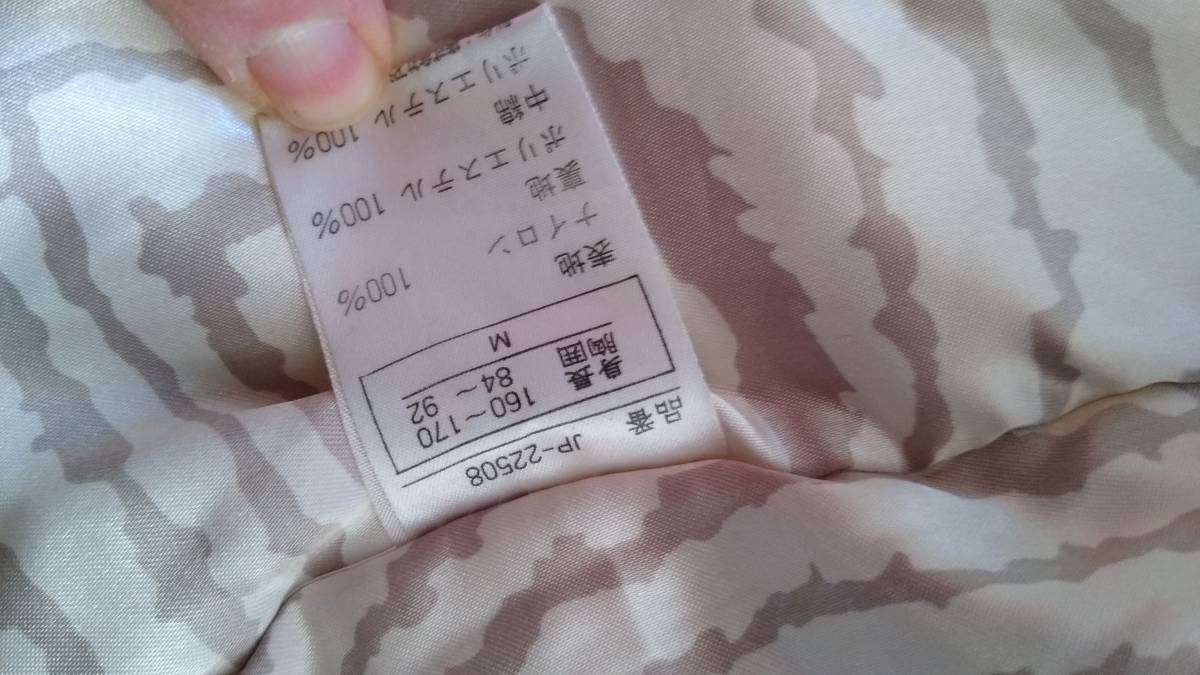 品番 JP-22508
身長 160〜170
胸囲 84〜 92
M
表地
ナイロン 100%
裏地
ポリエステル 100%
中綿
ポリエステル 100%